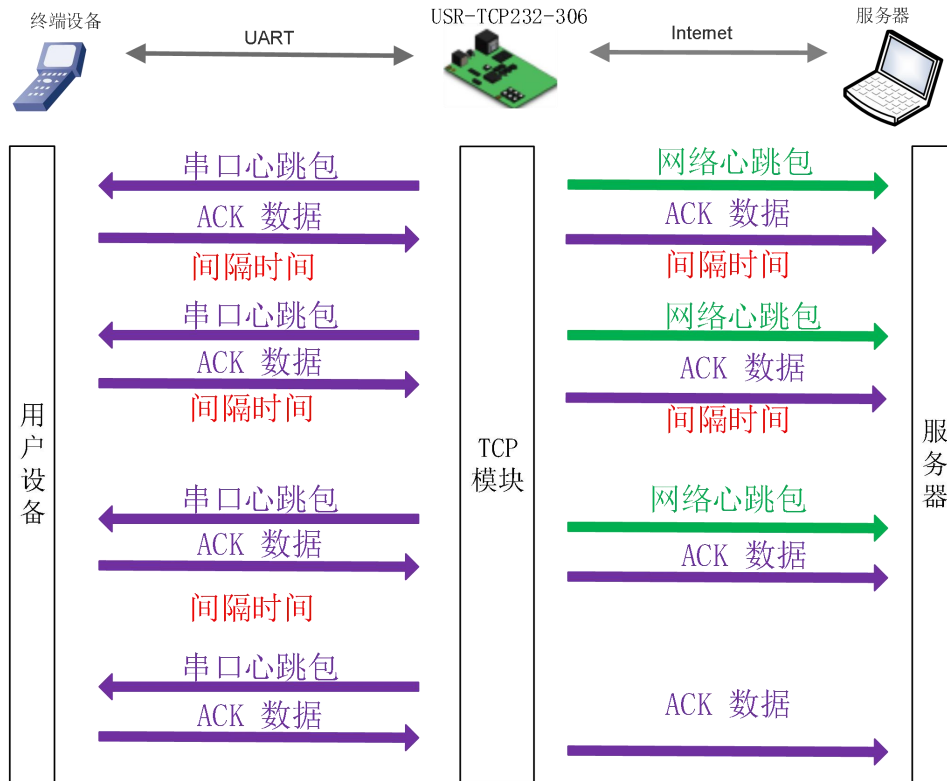 终端设备
UART
USR-TCP232-306
Internet
服务器
串口心跳包
网络心跳包
ACK 数据
ACK 数据
间隔时间
间隔时间
串口心跳包
网络心跳包
ACK 数据
ACK 数据
间隔时间
间隔时间
用户设备
TCP
模块
服务器
串口心跳包
网络心跳包
ACK 数据
ACK 数据
间隔时间
串口心跳包
ACK 数据
ACK 数据